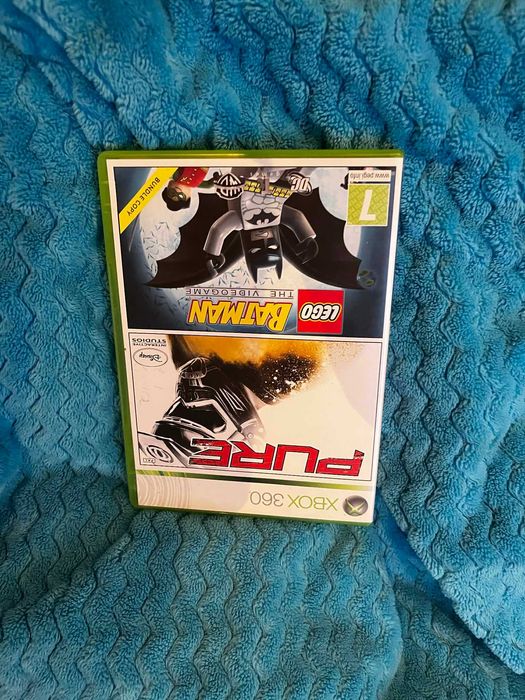 XBOX 360
PURE
Disney
INTERACTIVE
STUDIOS
LEGO
BATMAN
THE VIDEOGAME
7
www.pegi.info
BUNDLE COPY